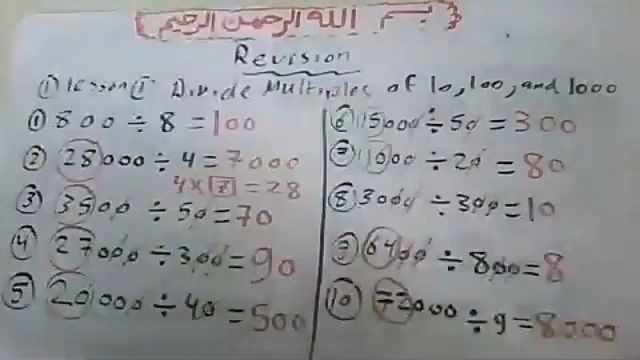 بسم الله الرحمن الرحيم
Revision
① lesson ① Divide Multiples of 10, 100, and 1000
① 800 ÷ 8 = 100
② 28000 ÷ 4 = 7000
4 × 7 = 28
③ 3500 ÷ 50 = 70
④ 27000 ÷ 300 = 90
⑤ 20000 ÷ 40 = 500
⑥ 15000 ÷ 50 = 300
⑦ 1600 ÷ 20 = 80
⑧ 3000 ÷ 300 = 10
⑨ 6400 ÷ 800 = 8
⑩ 72000 ÷ 9 = 8000